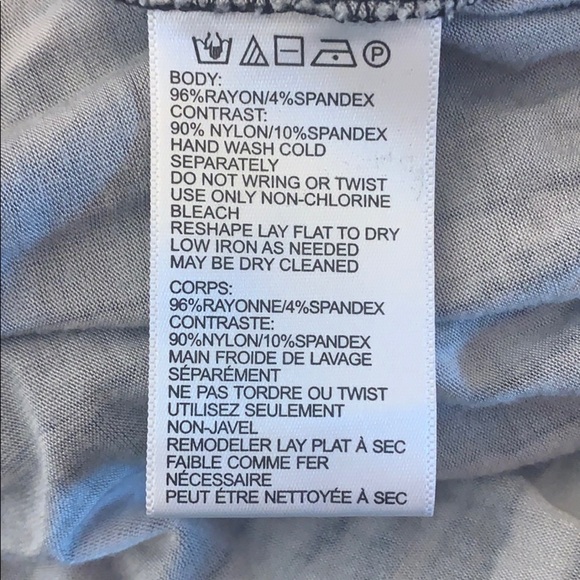 P
BODY:
96%RAYON/4%SPANDEX
CONTRAST:
90% NYLON/10%SPANDEX
HAND WASH COLD
SEPARATELY
DO NOT WRING OR TWIST
USE ONLY NON-CHLORINE
BLEACH
RESHAPE LAY FLAT TO DRY
LOW IRON AS NEEDED
MAY BE DRY CLEANED
CORPS:
96%RAYONNE/4%SPANDEX
CONTRASTE:
90%NYLON/10%SPANDEX
MAIN FROIDE DE LAVAGE
SÉPARÉMENT
NE PAS TORDRE OU TWIST
UTILISEZ SEULEMENT
NON-JAVEL
REMODELER LAY PLAT À SEC
FAIBLE COMME FER
NÉCESSAIRE
PEUT ÉTRE NETTOYÉE À SEC